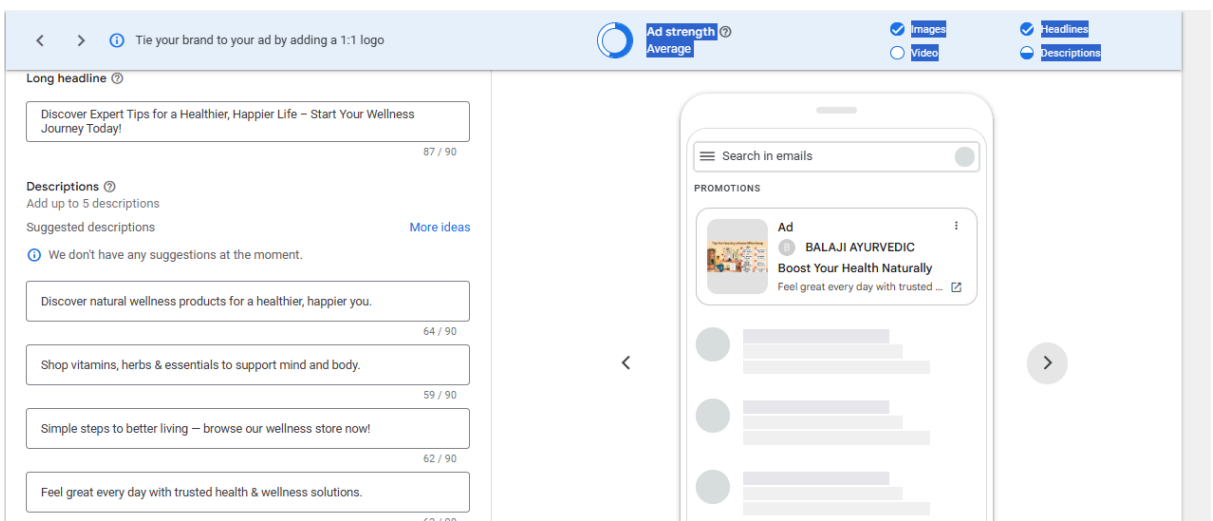 Tie your brand to your ad by adding a 1:1 logo
Ad strength
Average
Images
Video
Headlines
Descriptions
Long headline
Discover Expert Tips for a Healthier, Happier Life – Start Your Wellness
Journey Today!
87 / 90
Descriptions
Add up to 5 descriptions
Suggested descriptions
More ideas
We don't have any suggestions at the moment.
Discover natural wellness products for a healthier, happier you.
64 / 90
Shop vitamins, herbs & essentials to support mind and body.
59 / 90
Simple steps to better living — browse our wellness store now!
62 / 90
Feel great every day with trusted health & wellness solutions.
Search in emails
PROMOTIONS
Ad
B
BALAJI AYURVEDIC
Boost Your Health Naturally
Feel great every day with trusted ...